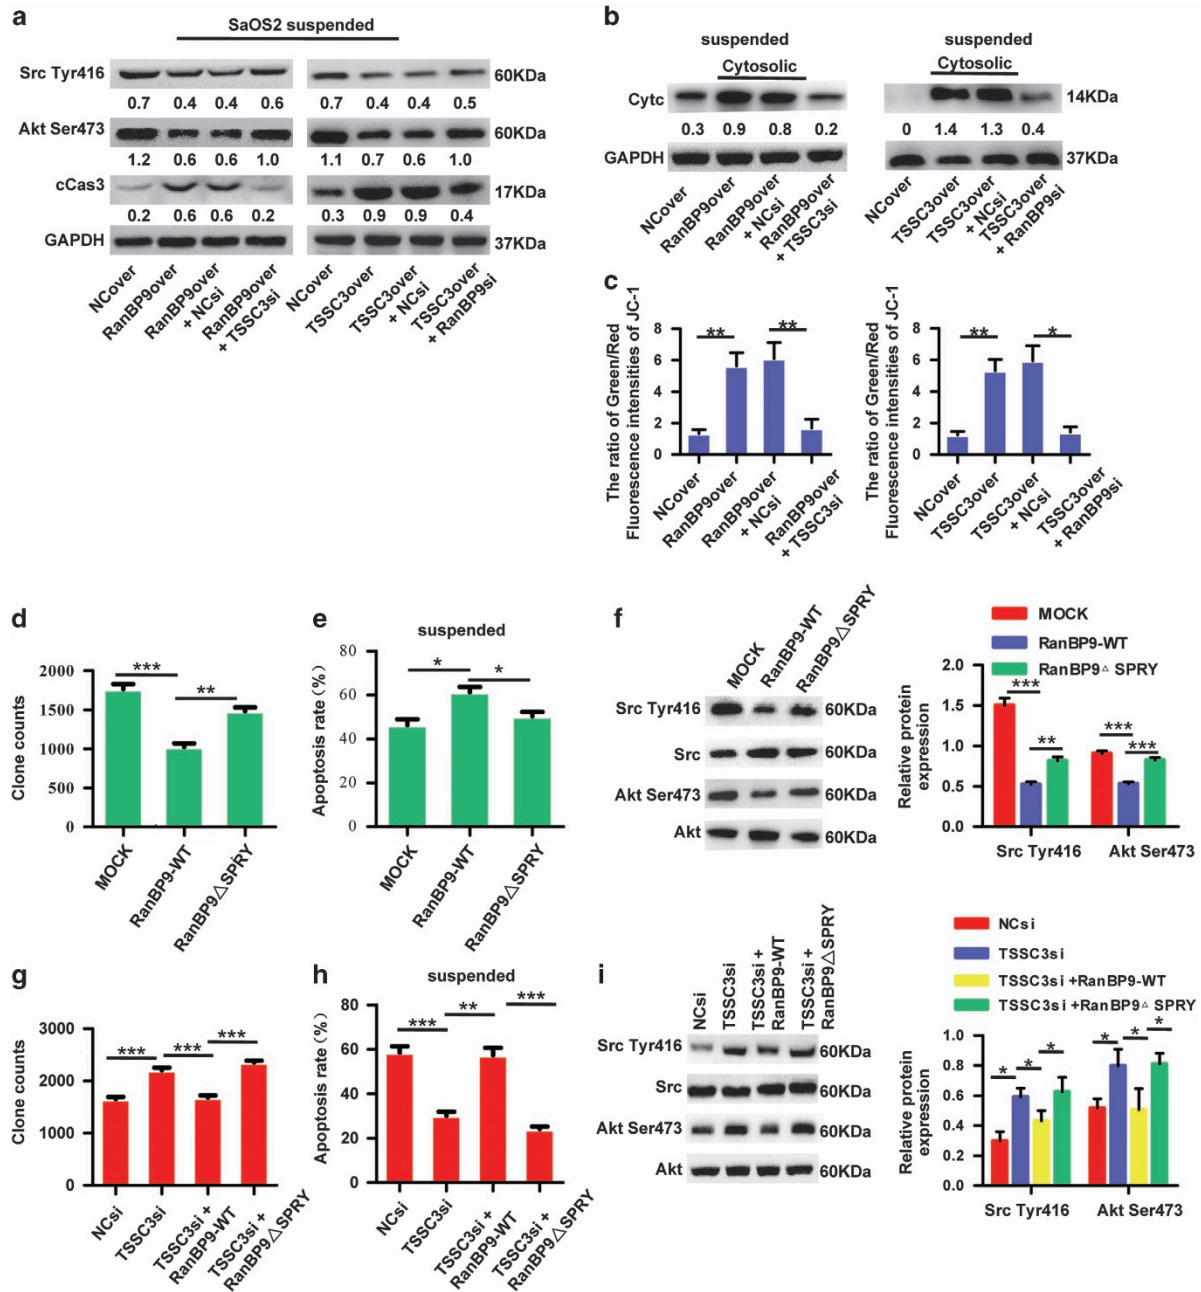 a
SaOS2 suspended
Src Tyr416
60KDa
0.7 0.4 0.4 0.6 0.7 0.4 0.4 0.5
Akt Ser473
60KDa
1.2 0.6 0.6 1.0 1.1 0.7 0.6 1.0
cCas3
17KDa
0.2 0.6 0.6 0.2 0.3 0.9 0.9 0.4
GAPDH
37KDa
NCover
RanBP9over
RanBP9over
+ NCsi
RanBP9over
+ TSSC3si
NCover
TSSC3over
TSSC3over
+ NCsi
TSSC3over
+ RanBP9si
b
suspended
Cytosolic
suspended
Cytosolic
Cytc
14KDa
0.3 0.9 0.8 0.2 0 1.4 1.3 0.4
GAPDH
37KDa
NCover
RanBP9over
RanBP9over
+ NCsi
RanBP9over
+ TSSC3si
NCover
TSSC3over
TSSC3over
+ NCsi
TSSC3over
+ RanBP9si
c
The ratio of Green/Red
Fluorescence intensities of JC-1
8
6
4
2
0
** **
NCover
RanBP9over
RanBP9over
+ NCsi
RanBP9over
+ TSSC3si
The ratio of Green/Red
Fluorescence intensities of JC-1
8
6
4
2
0
** *
NCover
TSSC3over
TSSC3over
+ NCsi
TSSC3over
+ RanBP9si
d
Clone counts
2000
1500
1000
500
0
*** **
MOCK
RanBP9-WT
RanBP9△SPRY
e
suspended
Apoptosis rate (%)
80
60
40
20
0
* *
MOCK
RanBP9-WT
RanBP9△SPRY
f
MOCK
RanBP9-WT
RanBP9△SPRY
Src Tyr416
60KDa
Src
60KDa
Akt Ser473
60KDa
Akt
60KDa
MOCK
RanBP9-WT
RanBP9△ SPRY
Relative protein
expression
2.0
1.5
1.0
0.5
0.0
*** ** *** ***
Src Tyr416 Akt Ser473
g
Clone counts
3000
2000
1000
0
*** *** ***
NCsi
TSSC3si
TSSC3si +
RanBP9-WT
TSSC3si +
RanBP9△SPRY
h
suspended
Apoptosis rate (%)
80
60
40
20
0
*** ** ***
NCsi
TSSC3si
TSSC3si +
RanBP9-WT
TSSC3si +
RanBP9△SPRY
i
NCsi
TSSC3si
TSSC3si +
RanBP9-WT
TSSC3si +
RanBP9△SPRY
Src Tyr416
60KDa
Src
60KDa
Akt Ser473
60KDa
Akt
60KDa
NCsi
TSSC3si
TSSC3si +RanBP9-WT
TSSC3si +RanBP9△ SPRY
Relative protein
expression
1.0
0.8
0.6
0.4
0.2
0.0
* * * * * *
Src Tyr416 Akt Ser473